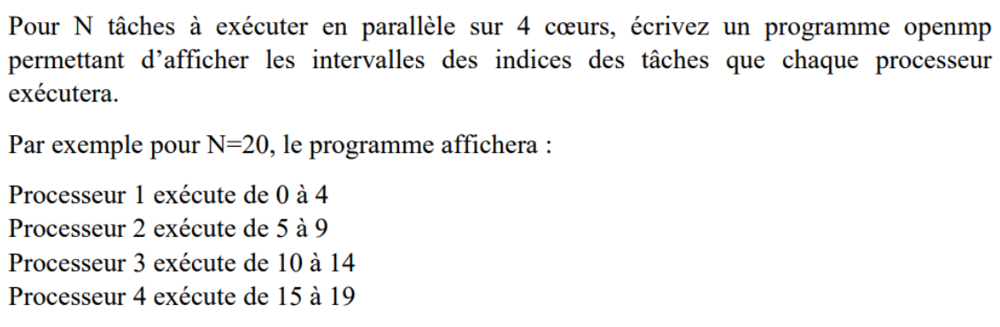 Pour N tâches à exécuter en parallèle sur 4 cœurs, écrivez un programme openmp
permettant d’afficher les intervalles des indices des tâches que chaque processeur
exécutera.
Par exemple pour N=20, le programme affichera :
Processeur 1 exécute de 0 à 4
Processeur 2 exécute de 5 à 9
Processeur 3 exécute de 10 à 14
Processeur 4 exécute de 15 à 19